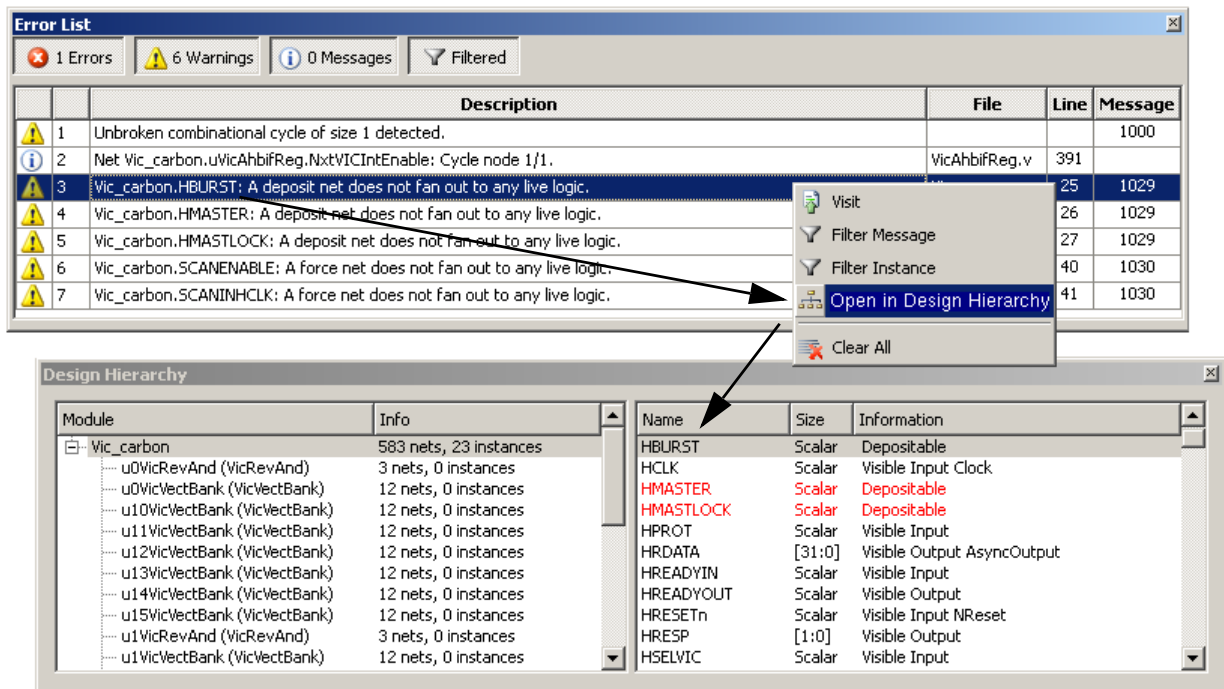 Error List
1 Errors 6 Warnings 0 Messages Filtered
Description File Line Message
1 Unbroken combinational cycle of size 1 detected. 1000
2 Net Vic_carbon.uVicAhbifReg.NxtVICIntEnable: Cycle node 1/1. VicAhbifReg.v 391
3 Vic_carbon.HBURST: A deposit net does not fan out to any live logic. 25 1029
4 Vic_carbon.HMASTER: A deposit net does not fan out to any live logic. 26 1029
5 Vic_carbon.HMASTLOCK: A deposit net does not fan out to any live logic. 27 1029
6 Vic_carbon.SCANENABLE: A force net does not fan out to any live logic. 40 1030
7 Vic_carbon.SCANINHCLK: A force net does not fan out to any live logic. 41 1030
Visit
Filter Message
Filter Instance
Open in Design Hierarchy
Clear All
Design Hierarchy
Module Info
Vic_carbon 583 nets, 23 instances
u0VicRevAnd (VicRevAnd) 3 nets, 0 instances
u0VicVectBank (VicVectBank) 12 nets, 0 instances
u10VicVectBank (VicVectBank) 12 nets, 0 instances
u11VicVectBank (VicVectBank) 12 nets, 0 instances
u12VicVectBank (VicVectBank) 12 nets, 0 instances
u13VicVectBank (VicVectBank) 12 nets, 0 instances
u14VicVectBank (VicVectBank) 12 nets, 0 instances
u15VicVectBank (VicVectBank) 12 nets, 0 instances
u1VicRevAnd (VicRevAnd) 3 nets, 0 instances
u1VicVectBank (VicVectBank) 12 nets, 0 instances
Name Size Information
HBURST Scalar Depositable
HCLK Scalar Visible Input Clock
HMASTER Scalar Depositable
HMASTLOCK Scalar Depositable
HPROT Scalar Visible Input
HRDATA [31:0] Visible Output AsyncOutput
HREADYIN Scalar Visible Input
HREADYOUT Scalar Visible Output
HRESETn Scalar Visible Input NReset
HRESP [1:0] Visible Output
HSELVIC Scalar Visible Input